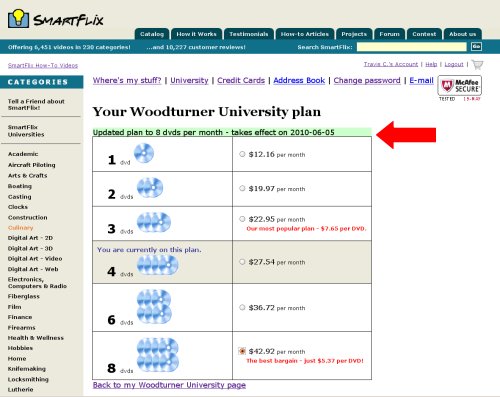 SMARTFLIX
Catalog How it Works Testimonials How-to Articles Projects Forum Contest About us
Offering 6,451 videos in 230 categories! ...and 10,227 customer reviews! Search SmartFlix: Go
SmartFlix How-To Videos
Travis C.'s Account | Help | Logout |
CATEGORIES
Where's my stuff? | University | Credit Cards | Address Book | Change password | E-mail
McAfee
SECURE
TESTED
Tell a Friend about
SmartFlix!
SmartFlix
Universities
Academic
Aircraft Piloting
Arts & Crafts
Boating
Casting
Clocks
Construction
Culinary
Digital Art - 2D
Digital Art - 3D
Digital Art - Video
Digital Art - Web
Electronics,
Computers & Radio
Fiberglass
Film
Finance
Firearms
Health & Wellness
Hobbies
Home
Knifemaking
Locksmithing
Lutherie
Your Woodturner University plan
Updated plan to 8 dvds per month - takes effect on 2010-06-05
1 dvd
$12.16 per month
2 dvds
$19.97 per month
3 dvds
$22.95 per month
Our most popular plan - $7.65 per DVD.
You are currently on this plan.
4 dvds
$27.54 per month
6 dvds
$36.72 per month
8 dvds
$42.92 per month
The best bargain - just $5.37 per DVD!
Back to my Woodturner University page